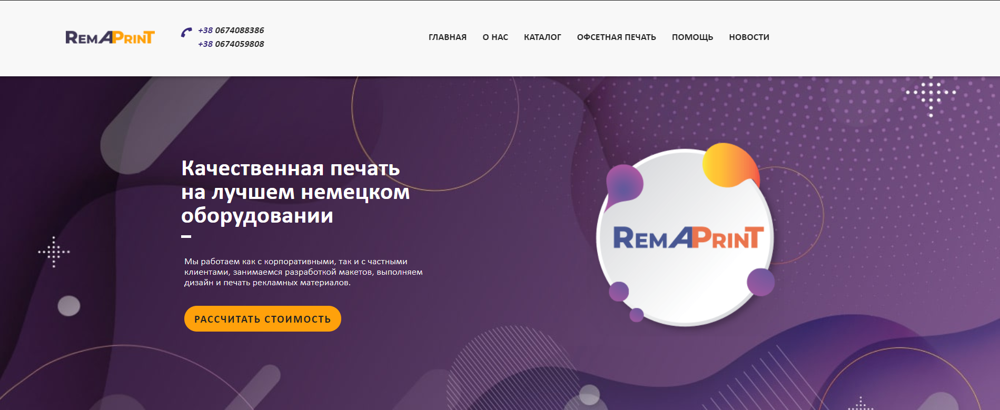 REMAPRINT
+38 0674088386
+38 0674059808
ГЛАВНАЯ О НАС КАТАЛОГ ОФСЕТНАЯ ПЕЧАТЬ ПОМОЩЬ НОВОСТИ
Качественная печать
на лучшем немецком
оборудовании
Мы работаем как с корпоративными, так и с частными
клиентами, занимаемся разработкой макетов, выполняем
дизайн и печать рекламных материалов.
РАССЧИТАТЬ СТОИМОСТЬ
REMAPRINT